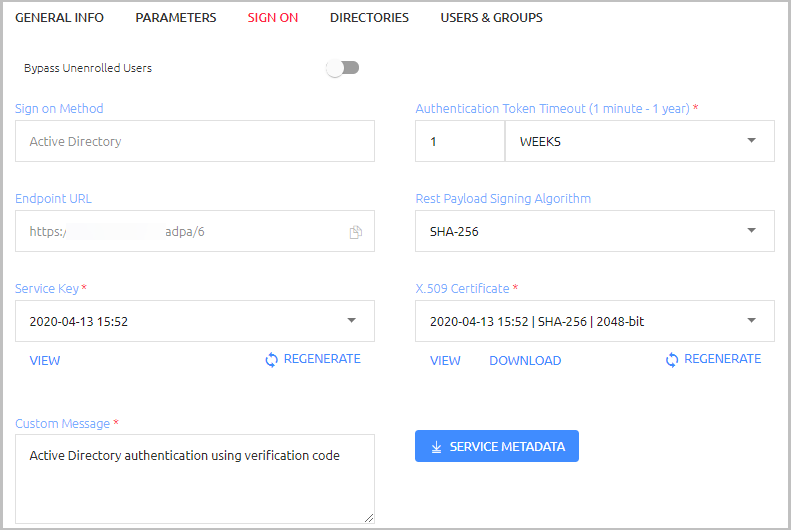 GENERAL INFO PARAMETERS SIGN ON DIRECTORIES USERS & GROUPS
Bypass Unenrolled Users
Sign on Method Authentication Token Timeout (1 minute - 1 year) *
Active Directory 1 WEEKS
Endpoint URL Rest Payload Signing Algorithm
https:/ adpa/6 SHA-256
Service Key * X.509 Certificate *
2020-04-13 15:52 2020-04-13 15:52 | SHA-256 | 2048-bit
VIEW REGENERATE VIEW DOWNLOAD REGENERATE
Custom Message *
Active Directory authentication using verification code SERVICE METADATA